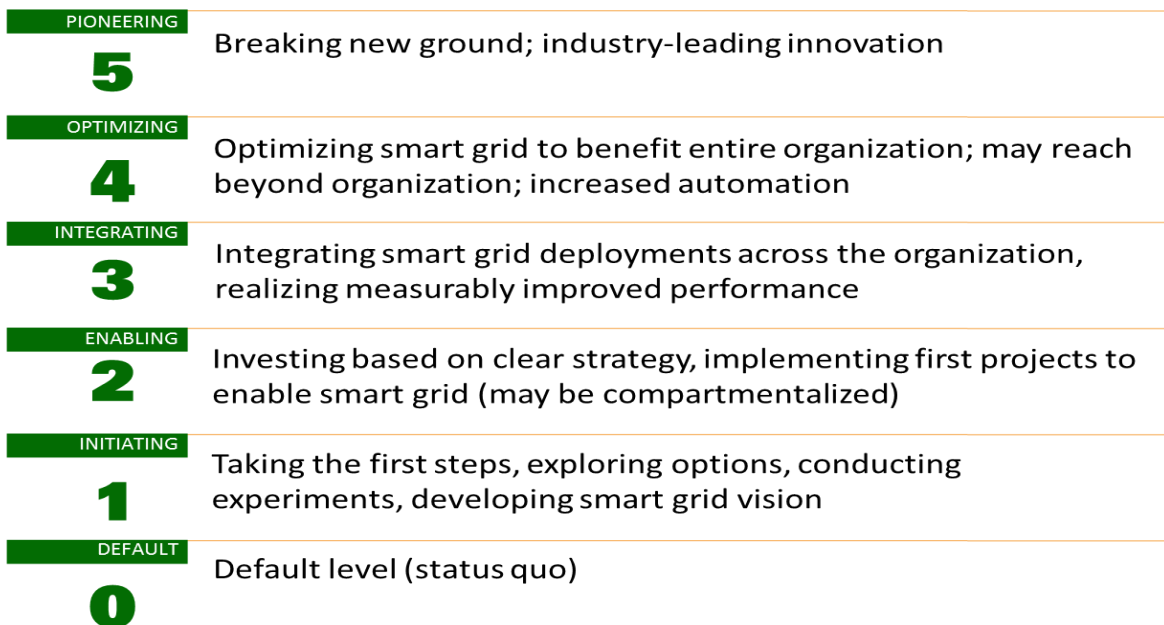 PIONEERING
5
Breaking new ground; industry-leading innovation
OPTIMIZING
4
Optimizing smart grid to benefit entire organization; may reach
beyond organization; increased automation
INTEGRATING
3
Integrating smart grid deployments across the organization,
realizing measurably improved performance
ENABLING
2
Investing based on clear strategy, implementing first projects to
enable smart grid (may be compartmentalized)
INITIATING
1
Taking the first steps, exploring options, conducting
experiments, developing smart grid vision
DEFAULT
0
Default level (status quo)